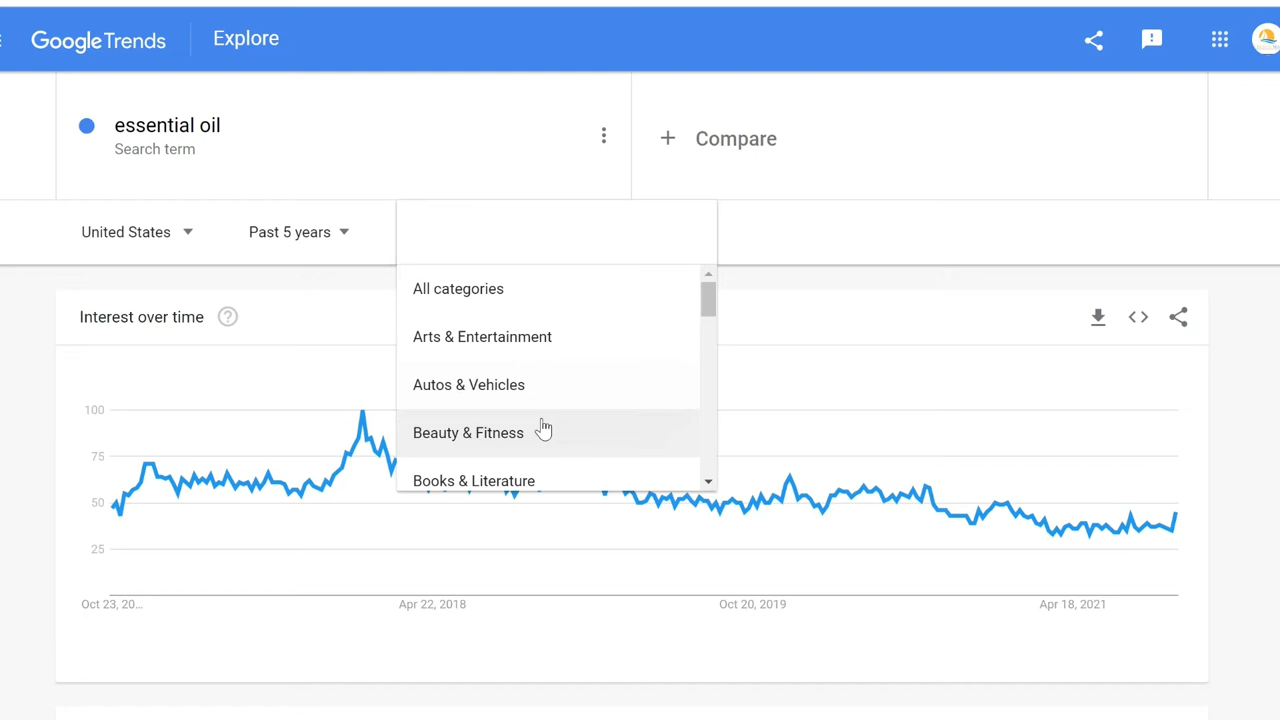 Google Trends
Explore
essential oil
Search term
+ Compare
United States
Past 5 years
All categories
Arts & Entertainment
Autos & Vehicles
Beauty & Fitness
Books & Literature
Interest over time
?
100
75
50
25
Oct 23, 20...
Apr 22, 2018
Oct 20, 2019
Apr 18, 2021